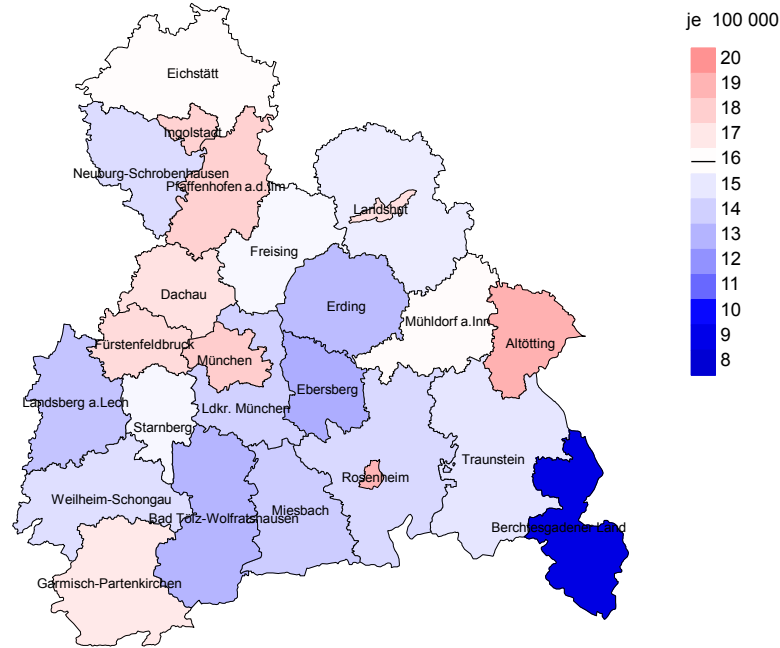 je 100 000
20
19
18
17
16
15
14
13
12
11
10
9
8
Eichstätt
Ingolstadt
Neuburg-Schrobenhausen
Pfaffenhofen a.d.Ilm
Landshut
Freising
Dachau
Erding
Mühldorf a.Inn
Altötting
Fürstenfeldbruck
München
Ebersberg
Landsberg a.Lech
Ldkr. München
Starnberg
Traunstein
Rosenheim
Weilheim-Schongau
Miesbach
Bad Tölz-Wolfratshausen
Berchtesgadener Land
Garmisch-Partenkirchen